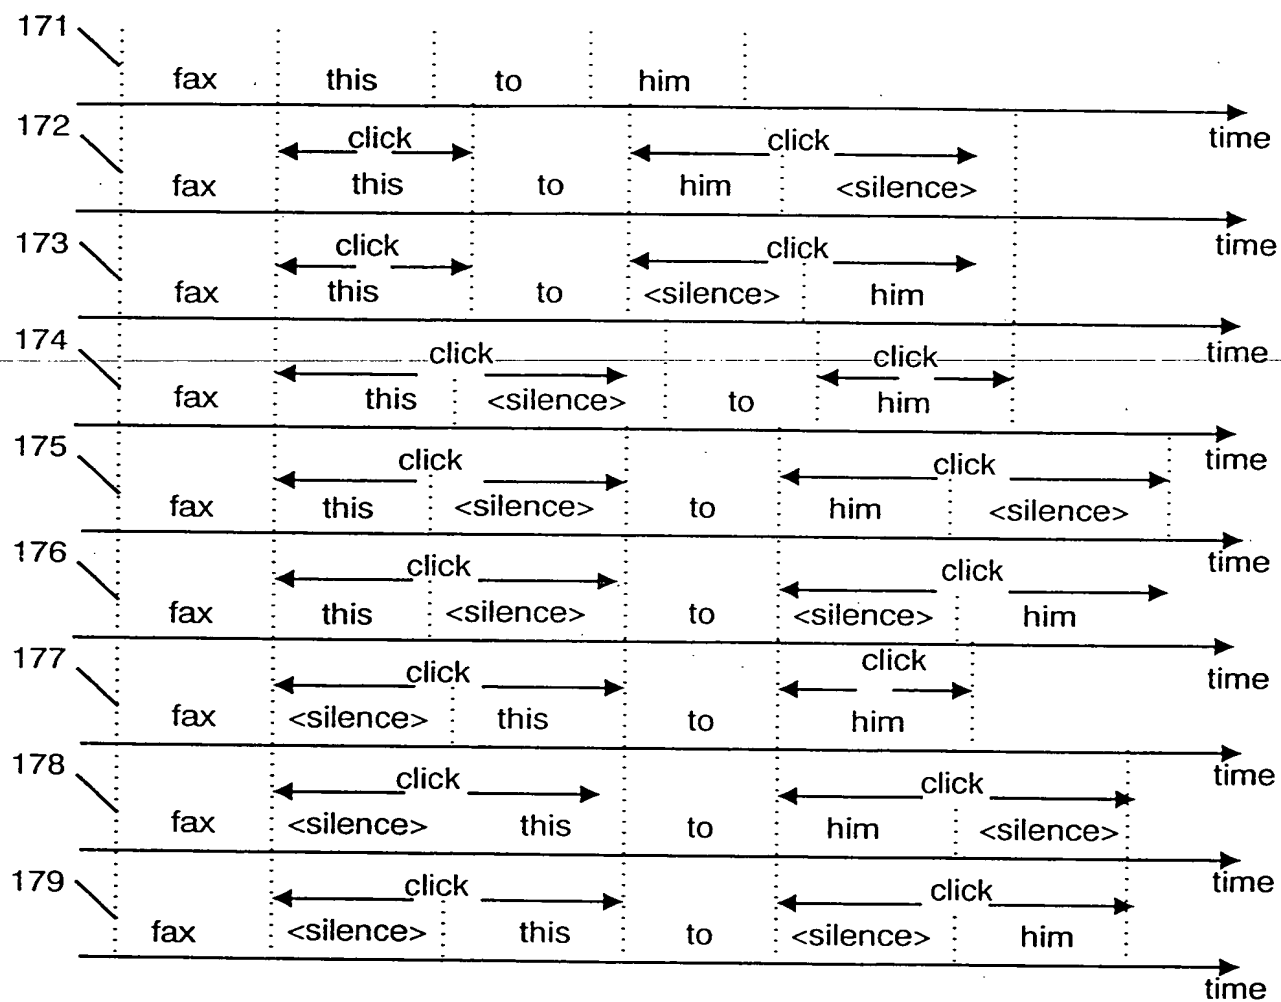 171
fax this to him
time
172
click click
fax this to him <silence>
time
173
click click
fax this to <silence> him
time
174
click click
fax this <silence> to him
time
175
click click
fax this <silence> to him <silence>
time
176
click click
fax this <silence> to <silence> him
time
177
click click
fax <silence> this to him
time
178
click click
fax <silence> this to him <silence>
time
179
click click
fax <silence> this to <silence> him
time